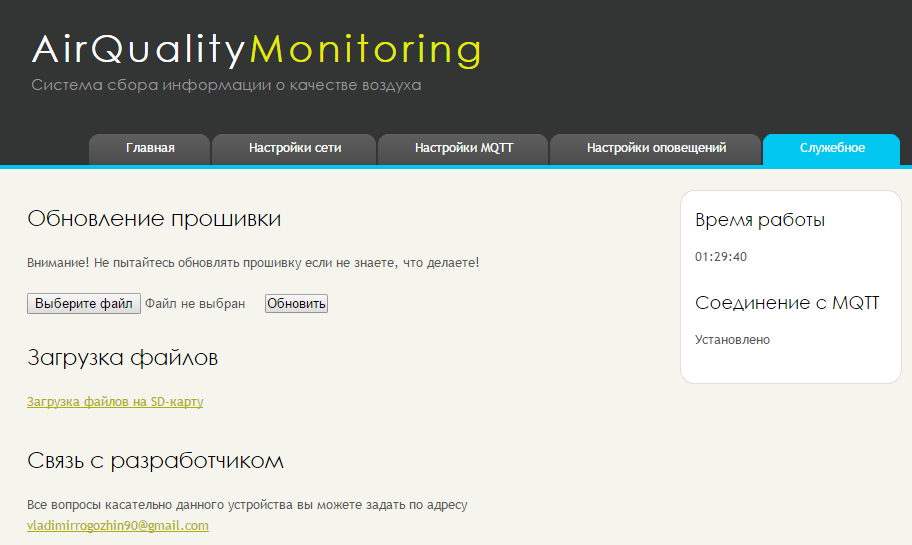 AirQualityMonitoring
Система сбора информации о качестве воздуха
Главная
Настройки сети
Настройки MQTT
Настройки оповещений
Служебное
Обновление прошивки
Внимание! Не пытайтесь обновлять прошивку если не знаете, что делаете!
Выберите файл Файл не выбран Обновить
Загрузка файлов
Загрузка файлов на SD-карту
Связь с разработчиком
Все вопросы касательно данного устройства вы можете задать по адресу
vladimirrogozhin90@gmail.com
Время работы
01:29:40
Соединение с MQTT
Установлено